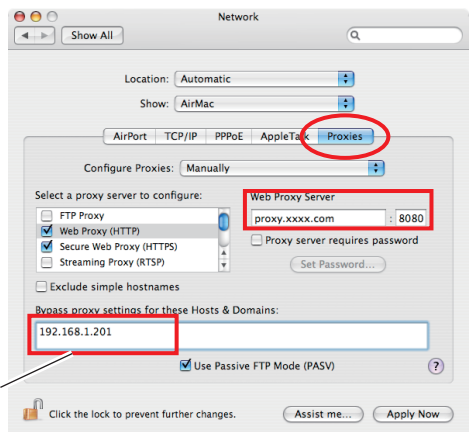 Network
Show All
Location: Automatic
Show: AirMac
AirPort TCP/IP PPPoE AppleTalk Proxies
Configure Proxies: Manually
Select a proxy server to configure: Web Proxy Server
FTP Proxy
proxy.xxxx.com : 8080
Web Proxy (HTTP)
Secure Web Proxy (HTTPS) Proxy server requires password
Streaming Proxy (RTSP) Set Password...
Exclude simple hostnames
Bypass proxy settings for these Hosts & Domains:
192.168.1.201
Use Passive FTP Mode (PASV) ?
Click the lock to prevent further changes. Assist me... Apply Now